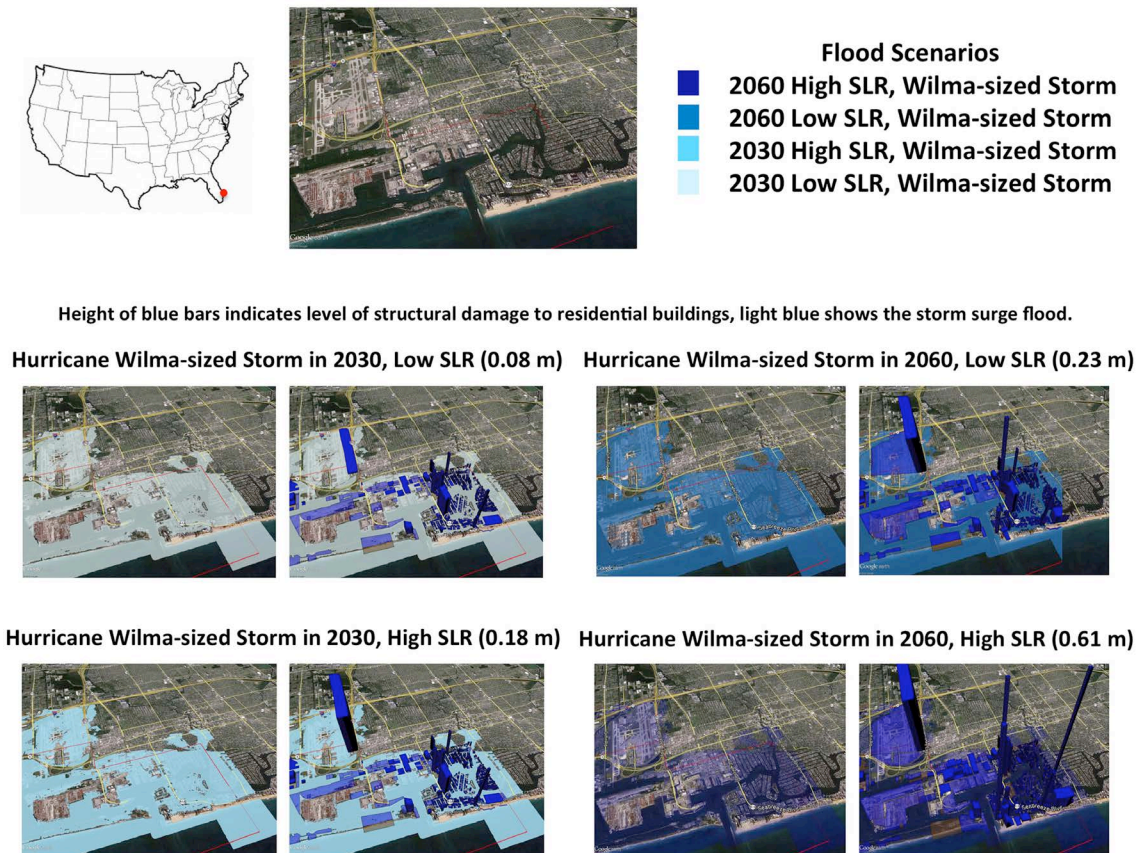 Flood Scenarios
2060 High SLR, Wilma-sized Storm
2060 Low SLR, Wilma-sized Storm
2030 High SLR, Wilma-sized Storm
2030 Low SLR, Wilma-sized Storm
Google earth
Height of blue bars indicates level of structural damage to residential buildings, light blue shows the storm surge flood.
Hurricane Wilma-sized Storm in 2030, Low SLR (0.08 m)
Hurricane Wilma-sized Storm in 2060, Low SLR (0.23 m)
Google earth
Hurricane Wilma-sized Storm in 2030, High SLR (0.18 m)
Hurricane Wilma-sized Storm in 2060, High SLR (0.61 m)